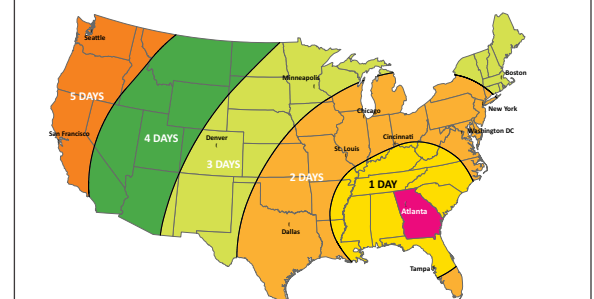 Seattle
Minneapolis
Boston
5 DAYS
New York
Chicago
San Francisco
Washington DC
4 DAYS
Denver
Cincinnati
St. Louis
3 DAYS
2 DAYS
1 DAY
Atlanta
Dallas
Tampa